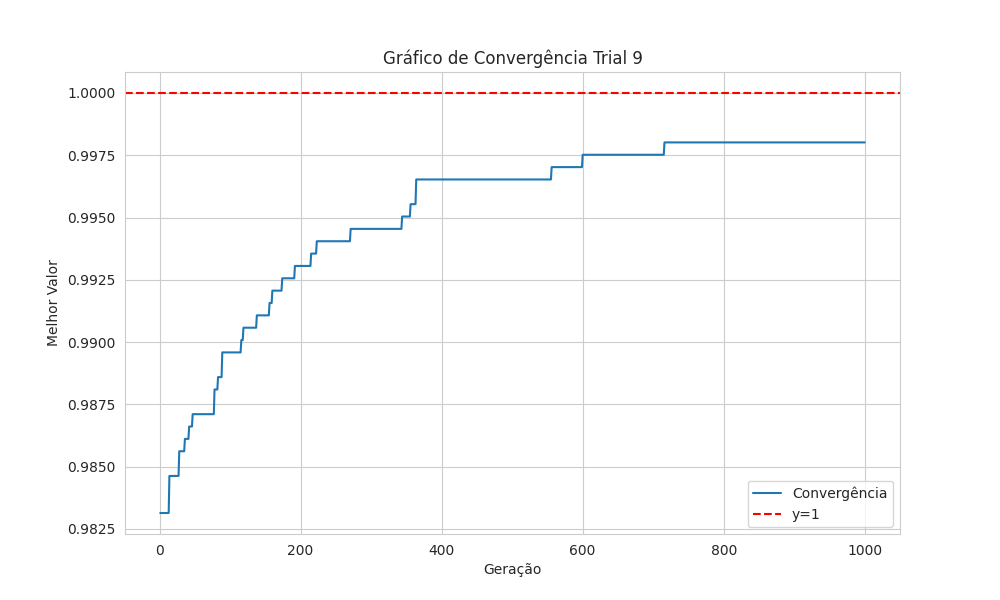 Gráfico de Convergência Trial 9
Melhor Valor
1.0000
0.9975
0.9950
0.9925
0.9900
0.9875
0.9850
0.9825
Convergência
y=1
0 200 400 600 800 1000
Geração